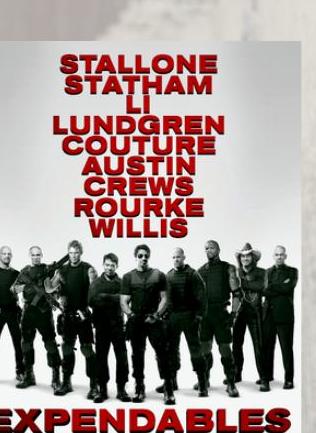 STALLONE
STATHAM
LI
LUNDGREN
COUTURE
AUSTIN
CREWS
ROURKE
WILLIS
EXPENDABLES